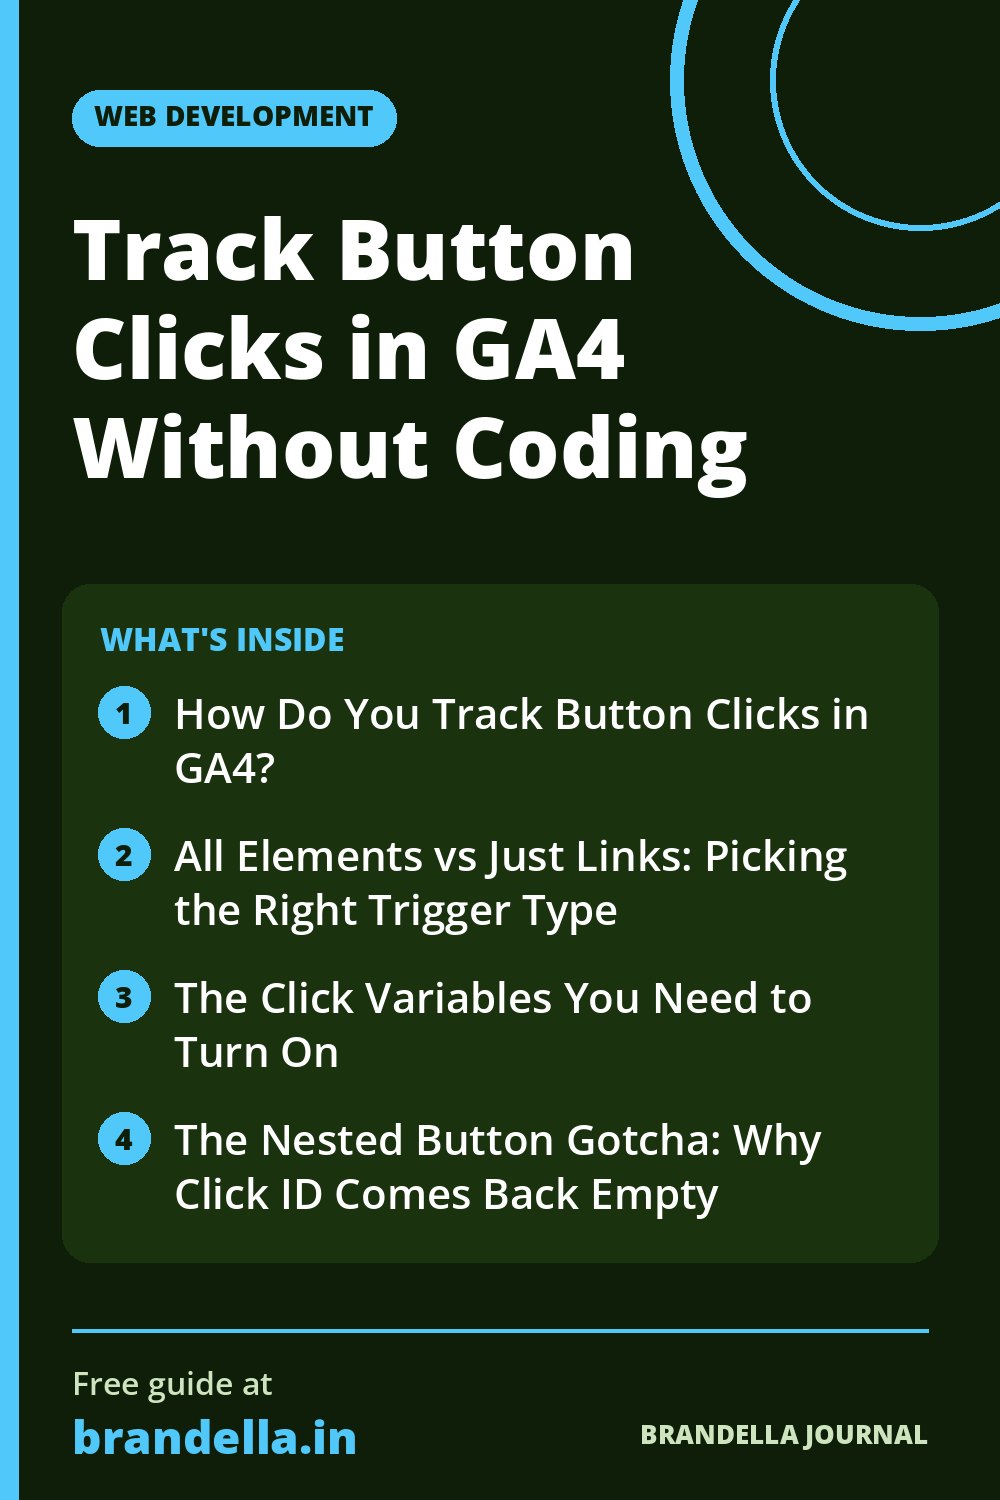 WEB DEVELOPMENT
Track Button
Clicks in GA4
Without Coding
WHAT'S INSIDE
1 How Do You Track Button Clicks in
GA4?
2 All Elements vs Just Links: Picking
the Right Trigger Type
3 The Click Variables You Need to
Turn On
4 The Nested Button Gotcha: Why
Click ID Comes Back Empty
Free guide at
brandella.in
BRANDELLA JOURNAL